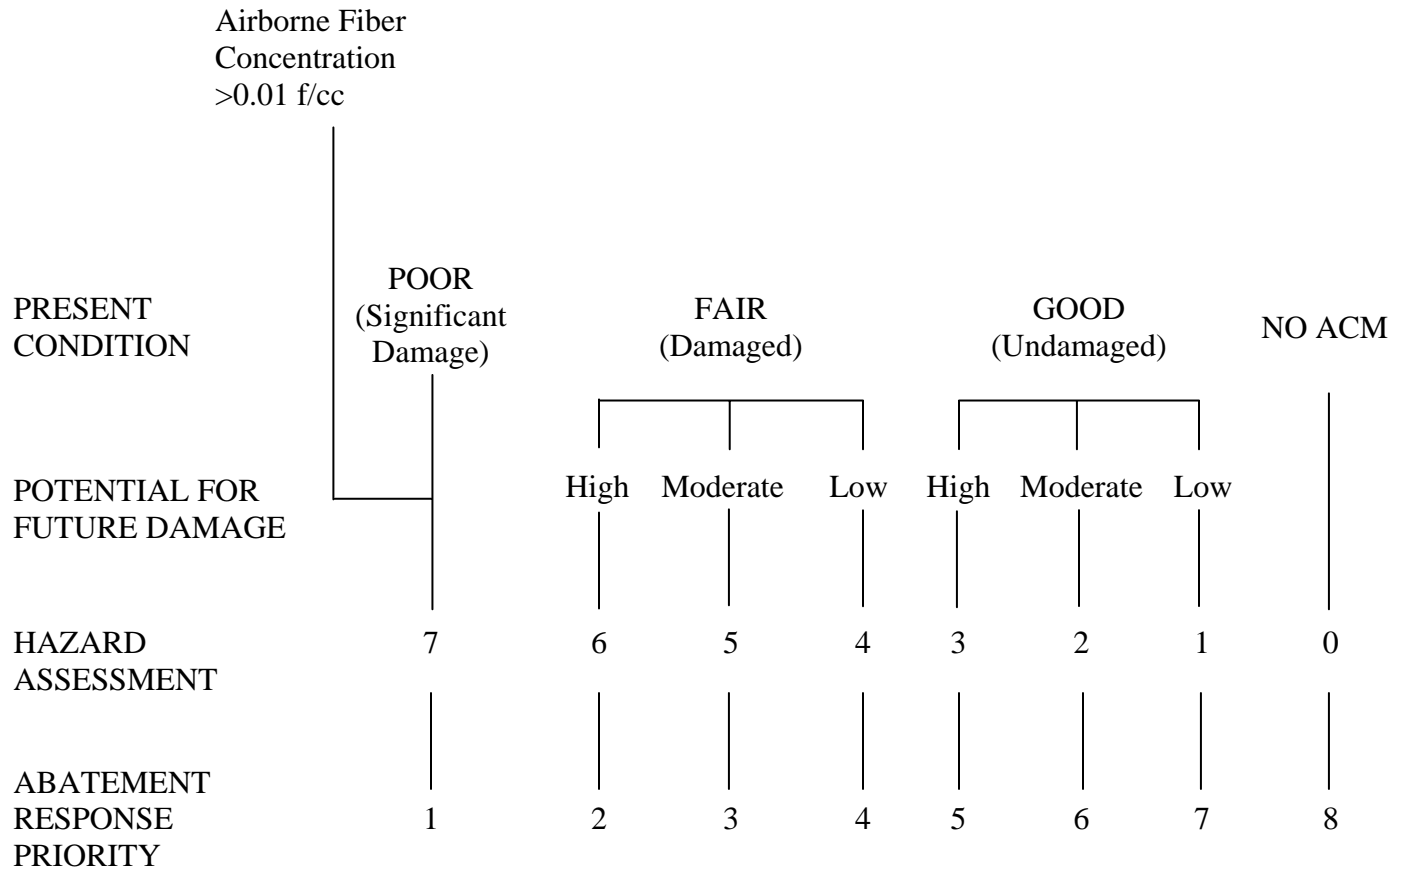 Airborne Fiber
Concentration
>0.01 f/cc
PRESENT
CONDITION
POOR
(Significant
Damage)
FAIR
(Damaged)
GOOD
(Undamaged)
NO ACM
POTENTIAL FOR
FUTURE DAMAGE
High Moderate Low High Moderate Low
HAZARD
ASSESSMENT
7 6 5 4 3 2 1 0
ABATEMENT
RESPONSE
PRIORITY
1 2 3 4 5 6 7 8